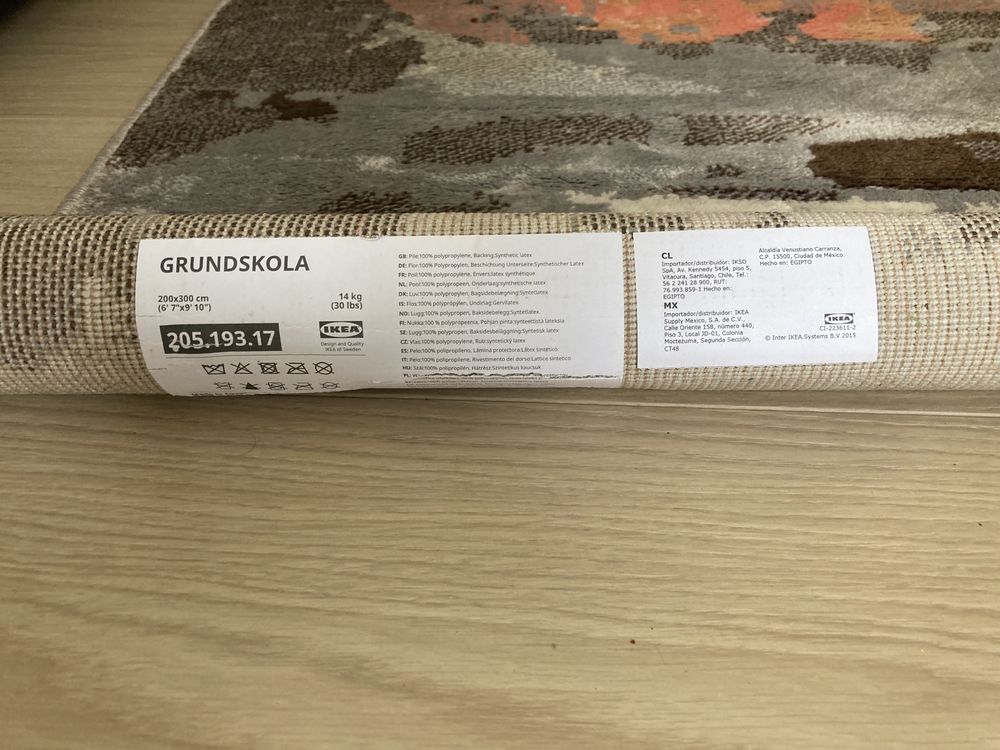 GRUNDSKOLA
200x300 cm
(6' 7"x9' 10")
14 kg
(30 lbs)
205.193.17
IKEA
Design and Quality
IKEA of Sweden
GB: Pile:100% polypropylene, Backing:Synthetic latex
DE: Flor:100% Polypropylen, Beschichtung Unterseite:Synthetischer Latex
FR: Poil:100% polypropylène, Envers:latex synthétique
NL: Pool:100% polypropeen, Onderlaag:synthetische latex
DK: Luv:100% polypropylen, Bagsidebelægning:Syntetlatex
IS: Flos:100% pólýprópýlen, Undirlag:Gervilatex
NO: Lugg:100% polypropylen, Baksidebelegg:Syntetlatex.
FI: Nukka:100 % polypropeenia, Pohjan pinta:synteettistä lateksia
SE: Lugg:100% polypropen, Baksidesbeläggning:Syntetisk latex
CZ: Vlas:100% polypropylen, Rub:syntetický latex
ES: Pelo:100% polipropileno, Lámina protectora:Látex sintético.
IT: Pelo:100% polipropilene, Rivestimento del dorso:Lattice sintetico
HU: Szál:100% polipropilén, Hátrész:Szintetikus kaucsuk
PL:
CL
Importador/distribuidor: IKSO
SpA, Av. Kennedy 5454, piso 5,
Vitacura, Santiago, Chile, Tel.:
56 2 241 28 900, RUT:
76.993.859-1 Hecho en:
EGIPTO
MX
Importador/distribuidor: IKEA
Supply Mexico, S.A. de C.V.,
Calle Oriente 158, número 440,
Piso 3, Local JD-01, Colonia
Moctezuma, Segunda Sección,
CT48
Alcaldía Venustiano Carranza,
C.P. 15500, Ciudad de México.
Hecho en: EGIPTO
IKEA
CI-223611-2
© Inter IKEA Systems B.V 2015